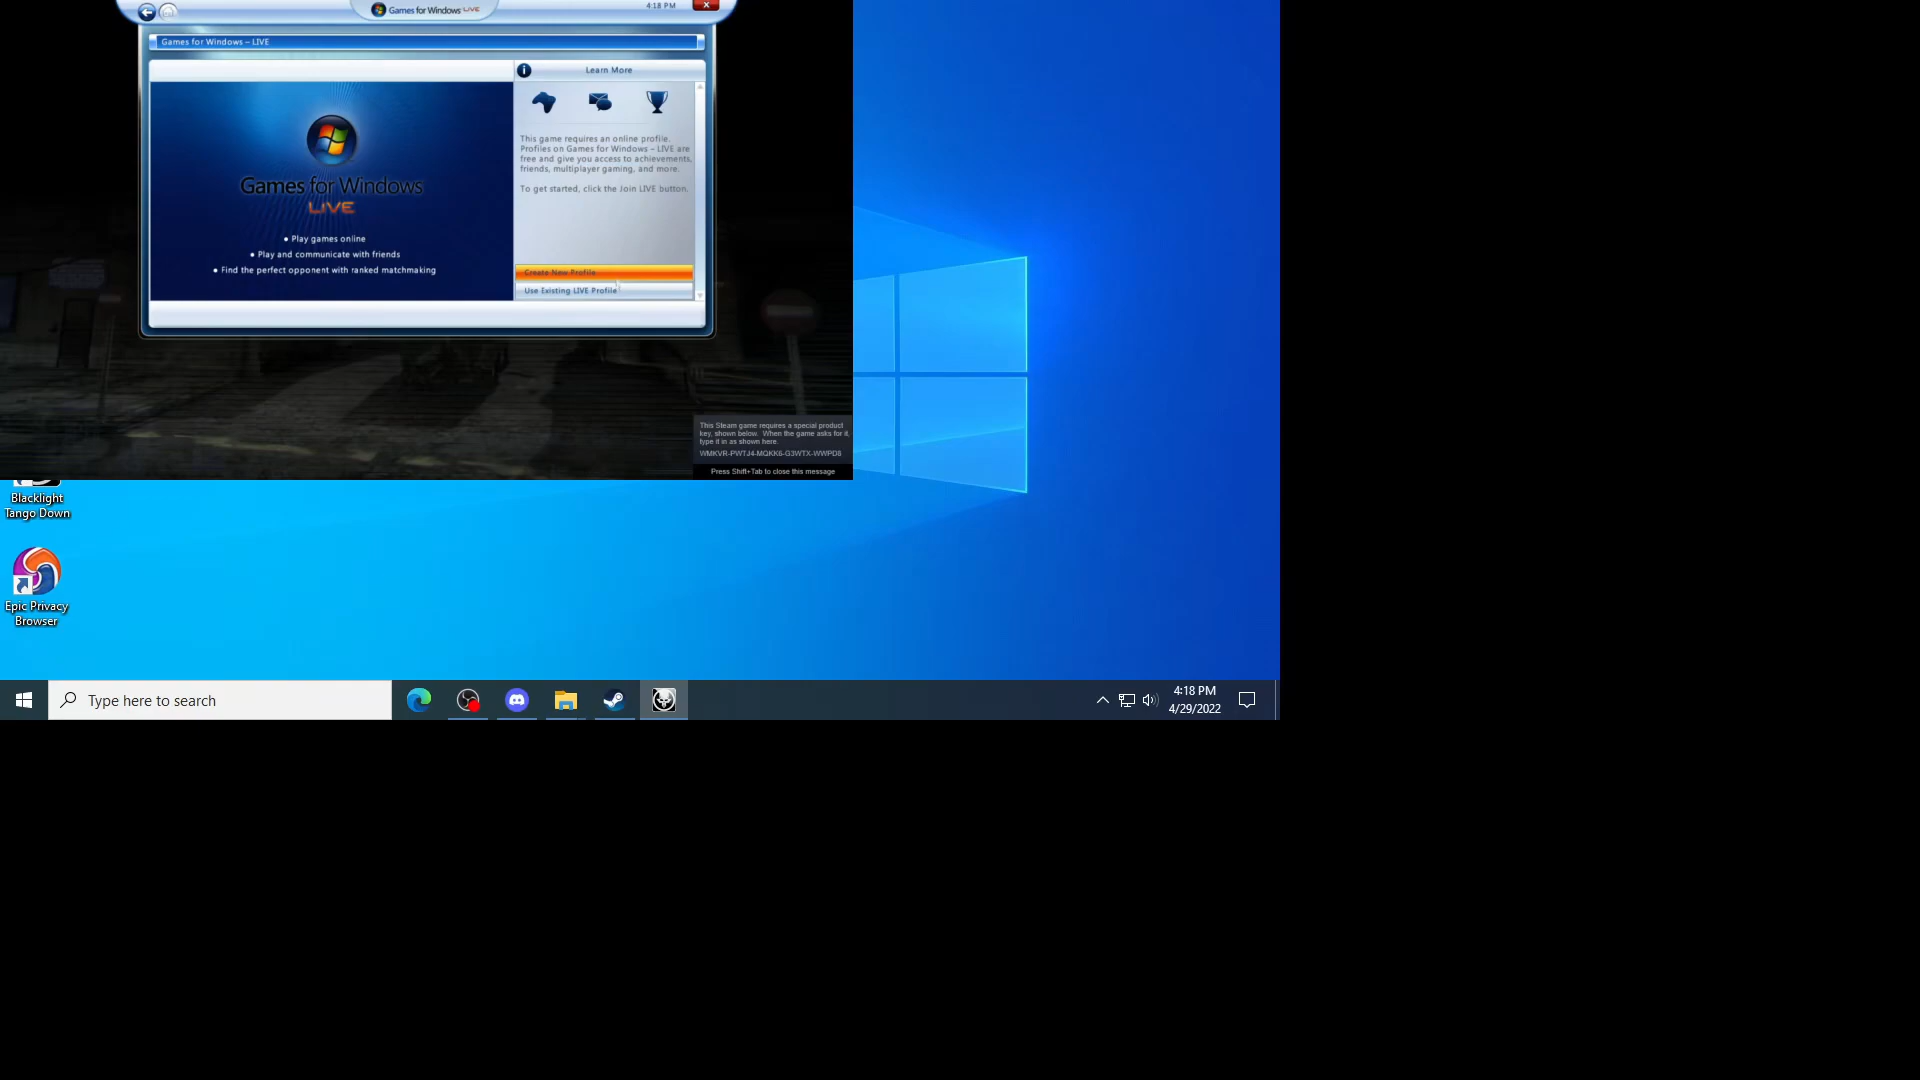 Games for Windows LIVE
4:18 PM
Games for Windows – LIVE
Learn More
This game requires an online profile.
Profiles on Games for Windows – LIVE are
free and give you access to achievements,
friends, multiplayer gaming, and more.
To get started, click the Join LIVE button.
Games for Windows
LIVE
• Play games online
• Play and communicate with friends
• Find the perfect opponent with ranked matchmaking
Create New Profile
Use Existing LIVE Profile
This Steam game requires a special product
key, shown below. When the game asks for it,
type it in as shown here.
WMKVR-PWTJ4-MQKK6-G3WTX-WWPD8
Press Shift+Tab to close this message
Blacklight
Tango Down
Epic Privacy
Browser
Type here to search
4:18 PM
4/29/2022